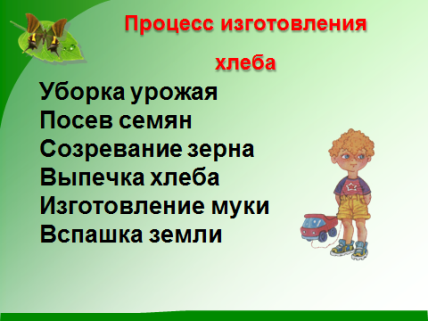 Процесс изготовления
хлеба
Уборка урожая
Посев семян
Созревание зерна
Выпечка хлеба
Изготовление муки
Вспашка земли